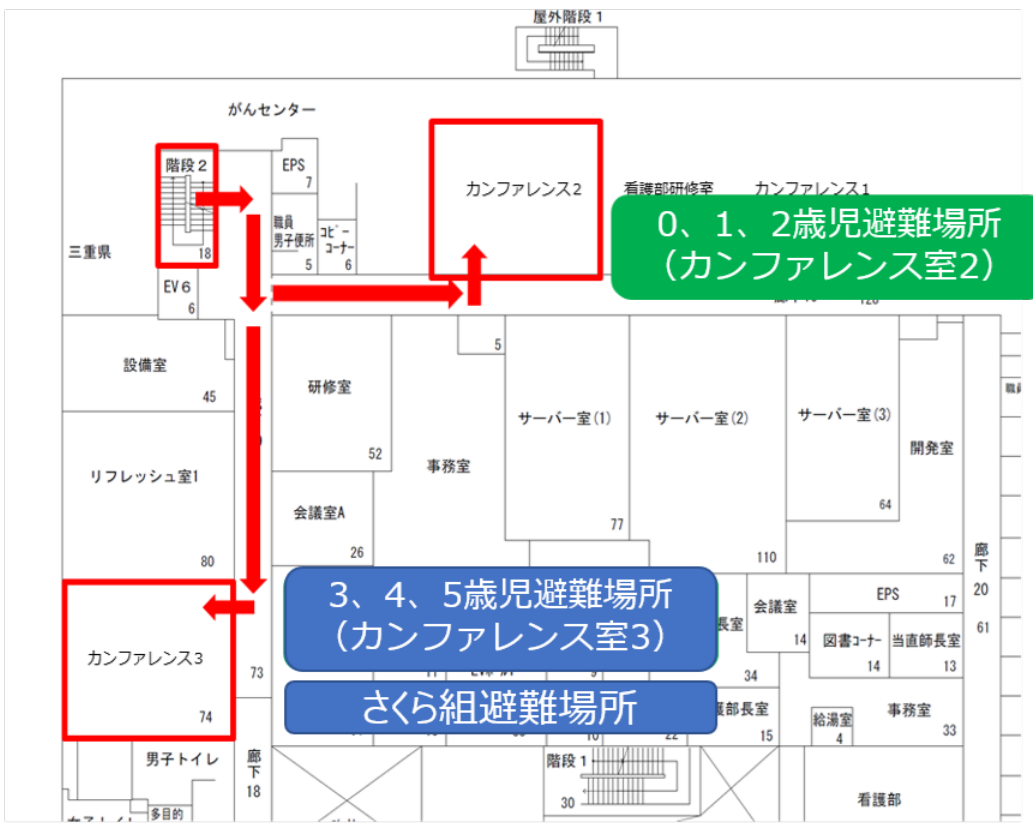 屋外階段1
がんセンター
階段2
18
EPS
7
職員
男子便所
5
コピー
コーナー
6
カンファレンス2
看護部研修室
カンファレンス1
0、1、2歳児避難場所
(カンファレンス室2)
三重県
EV6
6
設備室
45
研修室
52
5
サーバー室(1)
77
サーバー室(2)
110
サーバー室(3)
64
開発室
62
事務室
リフレッシュ室1
80
会議室A
26
3、4、5歳児避難場所
(カンファレンス室3)
さくら組避難場所
カンファレンス3
74
73
廊下
20
61
会議室
14
EPS
17
図書コーナー
14
当直師長室
13
長室
34
護部長室
15
給湯室
4
事務室
33
10
22
男子トイレ
廊下
18
多目的
階段1
30
看護部